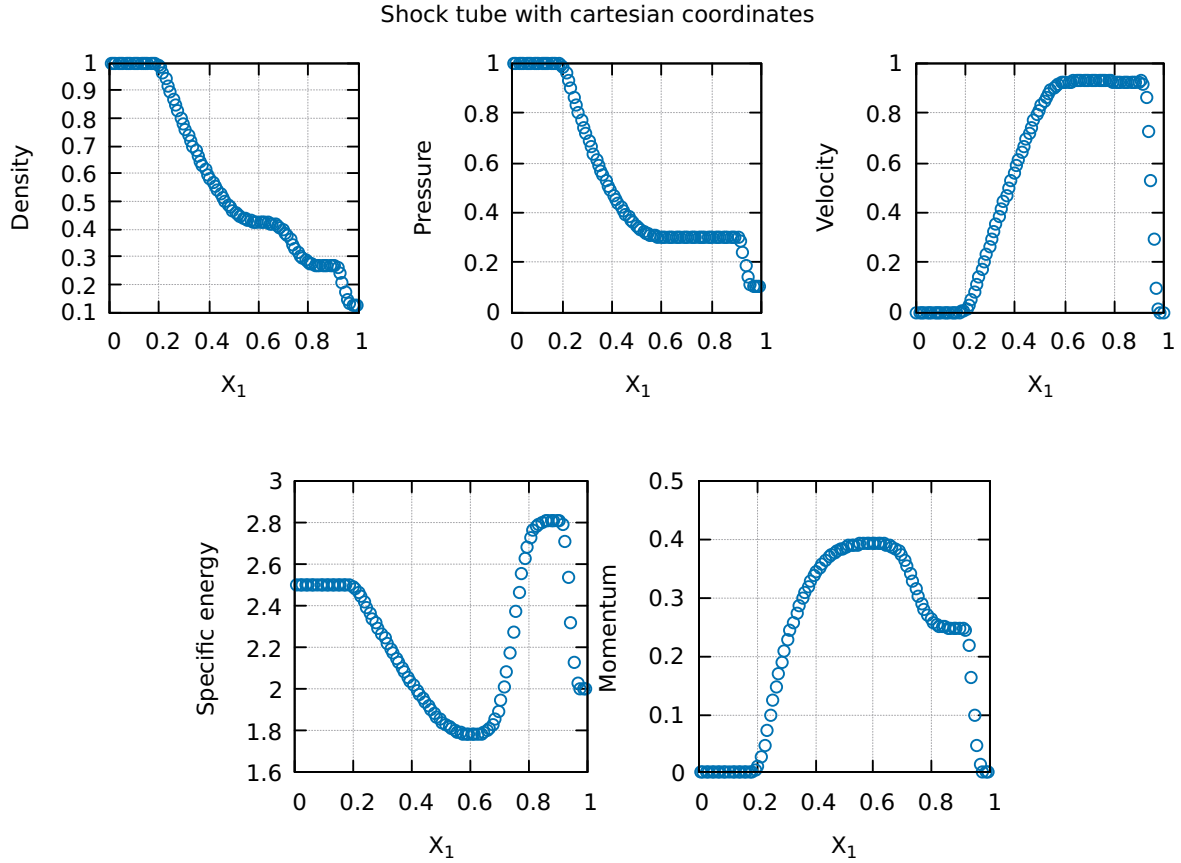 Shock tube with cartesian coordinates
Density
1
0.9
0.8
0.7
0.6
0.5
0.4
0.3
0.2
0.1
0 0.2 0.4 0.6 0.8 1
X1
Pressure
1
0.8
0.6
0.4
0.2
0
0 0.2 0.4 0.6 0.8 1
X1
Velocity
1
0.8
0.6
0.4
0.2
0
0 0.2 0.4 0.6 0.8 1
X1
Specific energy
3
2.8
2.6
2.4
2.2
2
1.8
1.6
0 0.2 0.4 0.6 0.8 1
X1
Momentum
0.5
0.4
0.3
0.2
0.1
0
0 0.2 0.4 0.6 0.8 1
X1